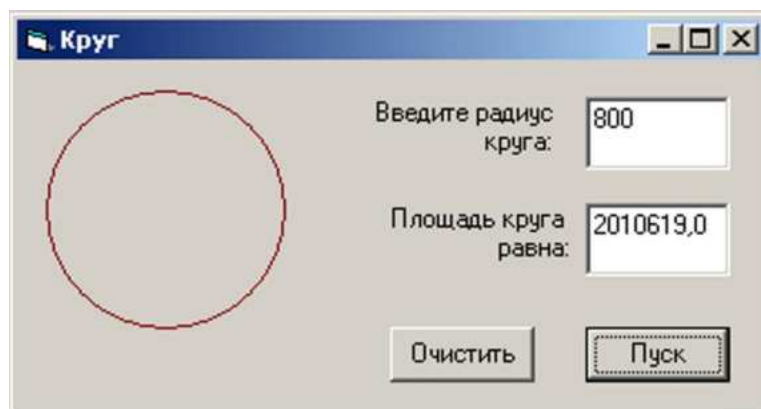 Круг
Введите радиус
круга:
800
Площадь круга
равна:
2010619,0
Очистить
Пуск